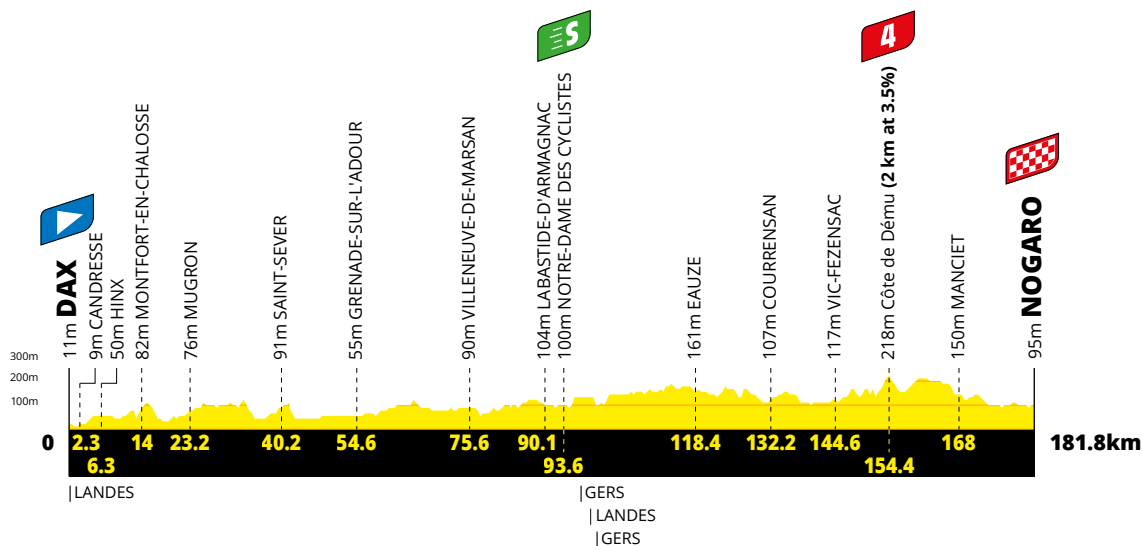 S
4
11m DAX
9m CANDRESSE
50m HINX
82m MONTFORT-EN-CHALOSSE
76m MUGRON
91m SAINT-SEVER
55m GRENADE-SUR-L'ADOUR
90m VILLENEUVE-DE-MARSAN
104m LABASTIDE-D'ARMAGNAC
100m NOTRE-DAME DES CYCLISTES
161m EAUZE
107m COURRENSAN
117m VIC-FEZENSAC
218m Côte de Dému (2 km at 3.5%)
150m MANCIET
95m NOGARO
300m
200m
100m
0 2.3 14 23.2 40.2 54.6 75.6 90.1 118.4 132.2 144.6 168 181.8km
6.3 93.6 154.4
|LANDES |GERS
|LANDES
|GERS